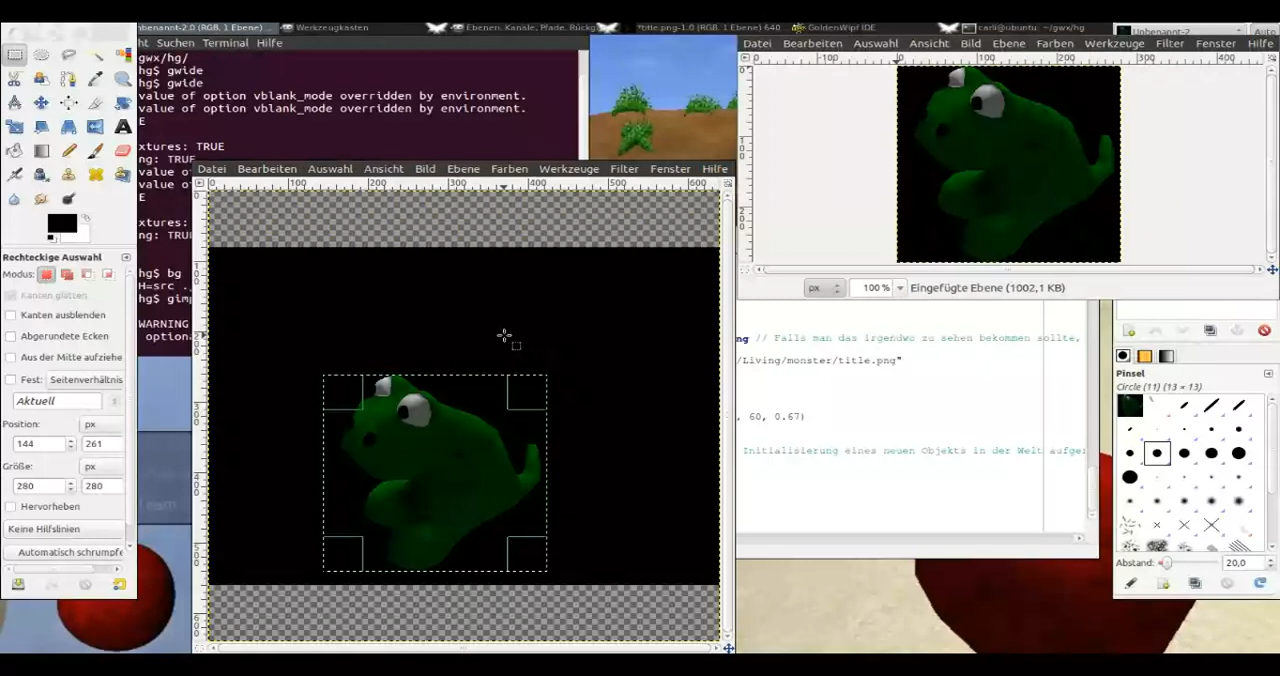 Unbenannt-2.0 (RGB, 1 Ebene) ...
Werkzeugkasten
Ebenen, Kanäle, Pfade, Rückg
*title.png-1.0 (RGB, 1 Ebene) 640
GoldenWipf IDE
carli@ubuntu: ~/gwx/hg
Unbenannt-2
Auto
ht Suchen Terminal Hilfe
gwx/hg/
hg$ gwide
hg$ gwide
value of option vblank_mode overridden by environment.
value of option vblank_mode overridden by environment.
E
xtures: TRUE
ng: TRUE
value of
value of
E
xtures:
ng: TRU
hg$ bg
H=src .
hg$ gimp
WARNING
optiona
Datei Bearbeiten Auswahl Ansicht Bild Ebene Farben Werkzeuge Filter Fenster Hilfe
0 100 200 300 400 500 600
Datei Bearbeiten Auswahl Ansicht Bild Ebene Farben Werkzeuge Filter Fenster Hilfe
-100 0 100 200 300 400
px 100 % Eingefügte Ebene (1002,1 KB)
ng // Falls man das irgendwo zu sehen bekommen sollte,
/Living/monster/title.png"
, 60, 0.67)
Initialisierung eines neuen Objekts in der Welt aufger
Rechteckige Auswahl
Modus:
Kanten glätten
Kanten ausblenden
Abgerundete Ecken
Aus der Mitte aufziehe
Fest: Seitenverhältnis
Aktuell
Position: px
144 261
Größe: px
280 280
Hervorheben
Keine Hilfslinien
Automatisch schrumpfe
Pinsel
Circle (11) (13 × 13)
Abstand: 20,0